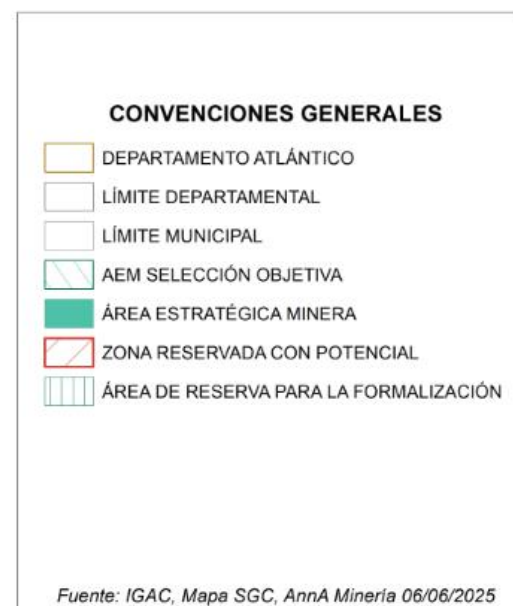 CONVENCIONES GENERALES
DEPARTAMENTO ATLÁNTICO
LÍMITE DEPARTAMENTAL
LÍMITE MUNICIPAL
AEM SELECCIÓN OBJETIVA
ÁREA ESTRATÉGICA MINERA
ZONA RESERVADA CON POTENCIAL
ÁREA DE RESERVA PARA LA FORMALIZACIÓN
Fuente: IGAC, Mapa SGC, AnnA Minería 06/06/2025